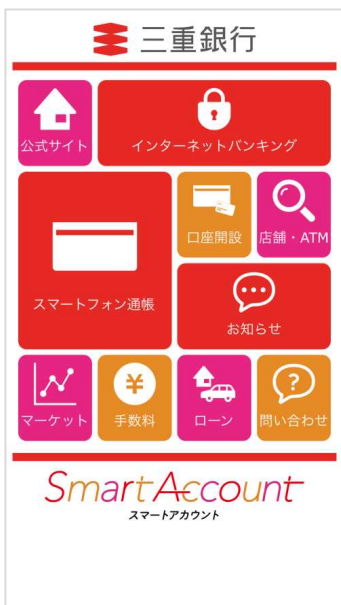 三重銀行
公式サイト
インターネットバンキング
スマートフォン通帳
口座開設
店舗・ATM
お知らせ
マーケット
¥
手数料
ローン
?
問い合わせ
SmartAccount
スマートアカウント